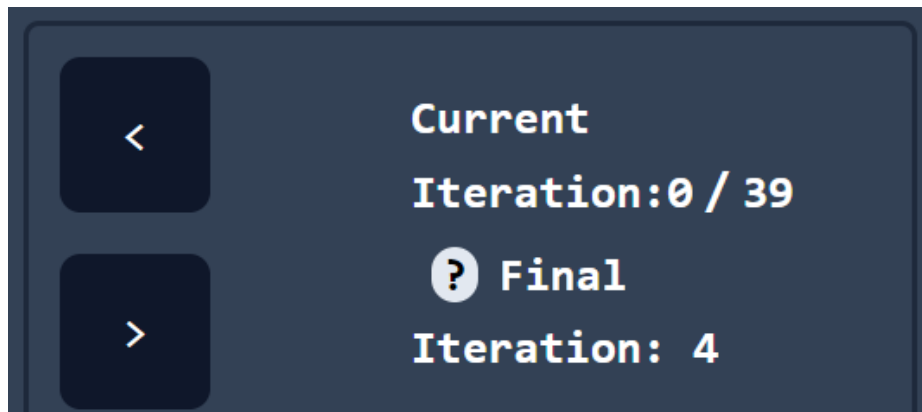 <
Current
Iteration:0 / 39
? Final
>
Iteration: 4